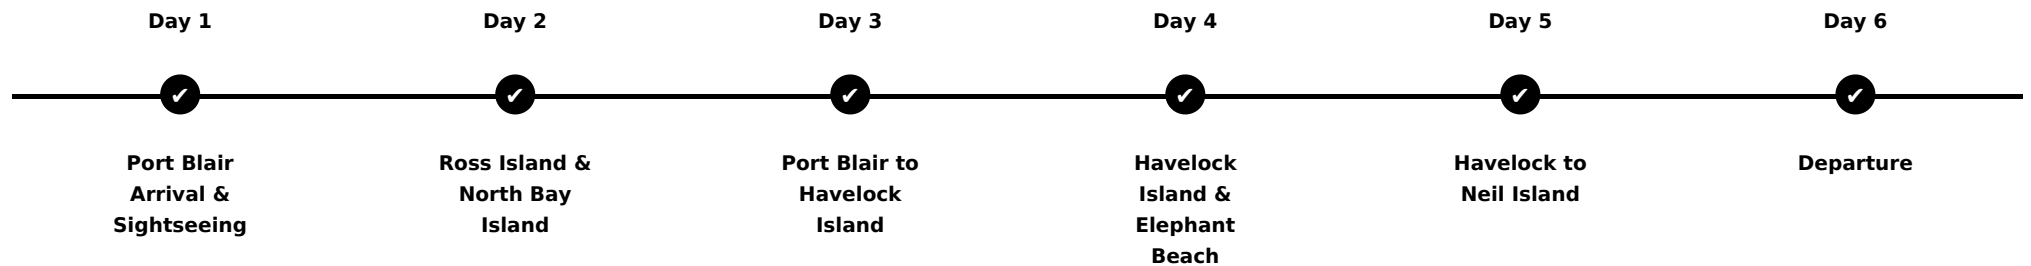 Day 1
Day 2
Day 3
Day 4
Day 5
Day 6
Port Blair
Arrival &
Sightseeing
Ross Island &
North Bay
Island
Port Blair to
Havelock
Island
Havelock
Island &
Elephant
Beach
Havelock to
Neil Island
Departure